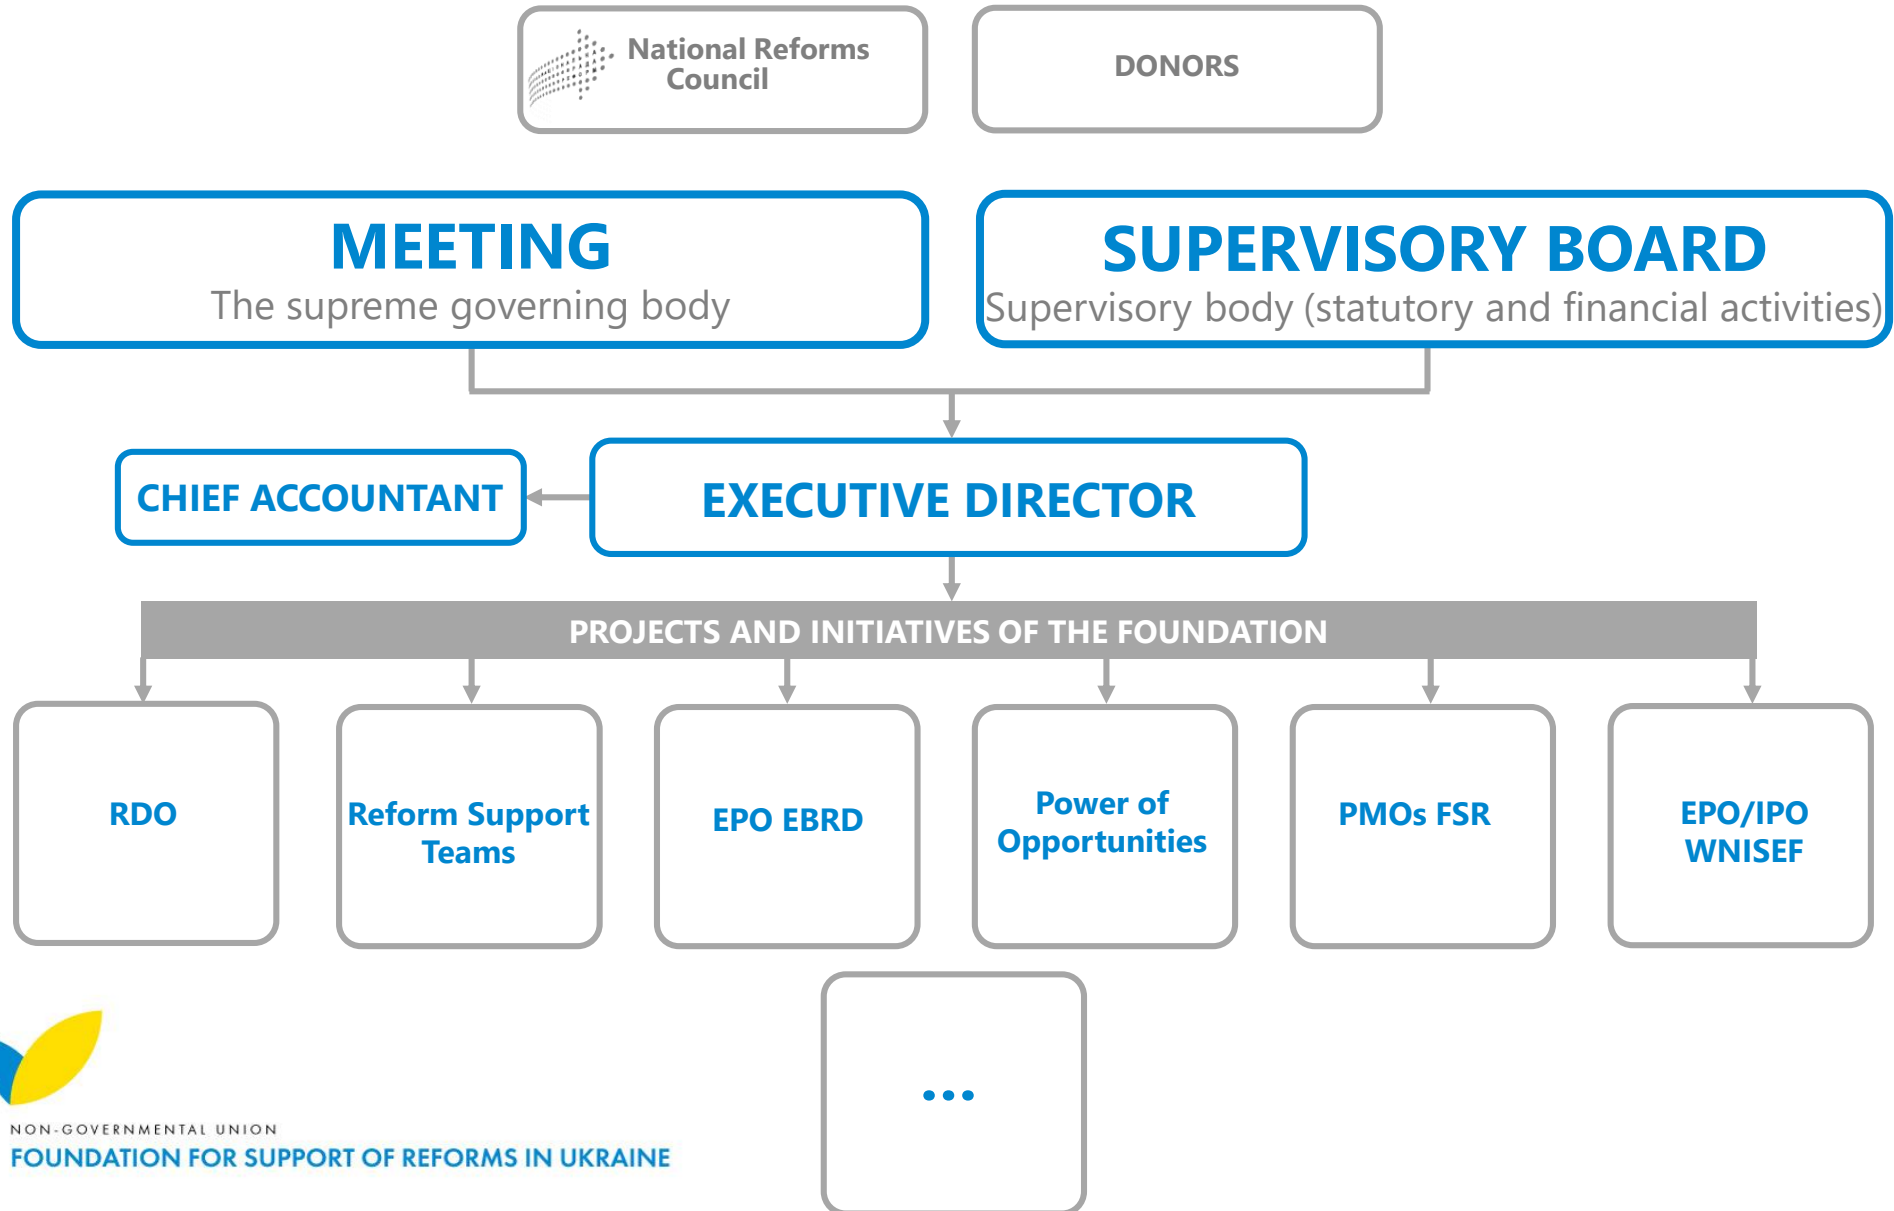 National Reforms
Council
DONORS
MEETING
The supreme governing body
SUPERVISORY BOARD
Supervisory body (statutory and financial activities)
CHIEF ACCOUNTANT
EXECUTIVE DIRECTOR
PROJECTS AND INITIATIVES OF THE FOUNDATION
RDO
Reform Support
Teams
EPO EBRD
Power of
Opportunities
PMOs FSR
EPO/IPO
WNISEF
...
NON-GOVERNMENTAL UNION
FOUNDATION FOR SUPPORT OF REFORMS IN UKRAINE